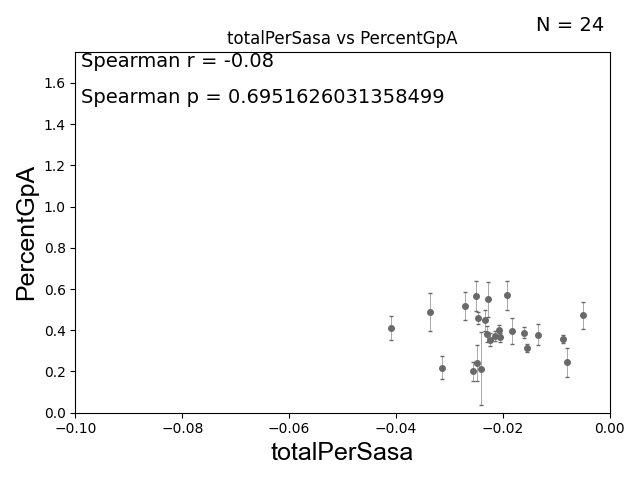 N = 24
totalPerSasa vs PercentGpA
Spearman r = -0.08
Spearman p = 0.6951626031358499
1.6
1.4
1.2
1.0
0.8
0.6
0.4
0.2
0.0
PercentGpA
−0.10
−0.08
−0.06
−0.04
−0.02
0.00
totalPerSasa